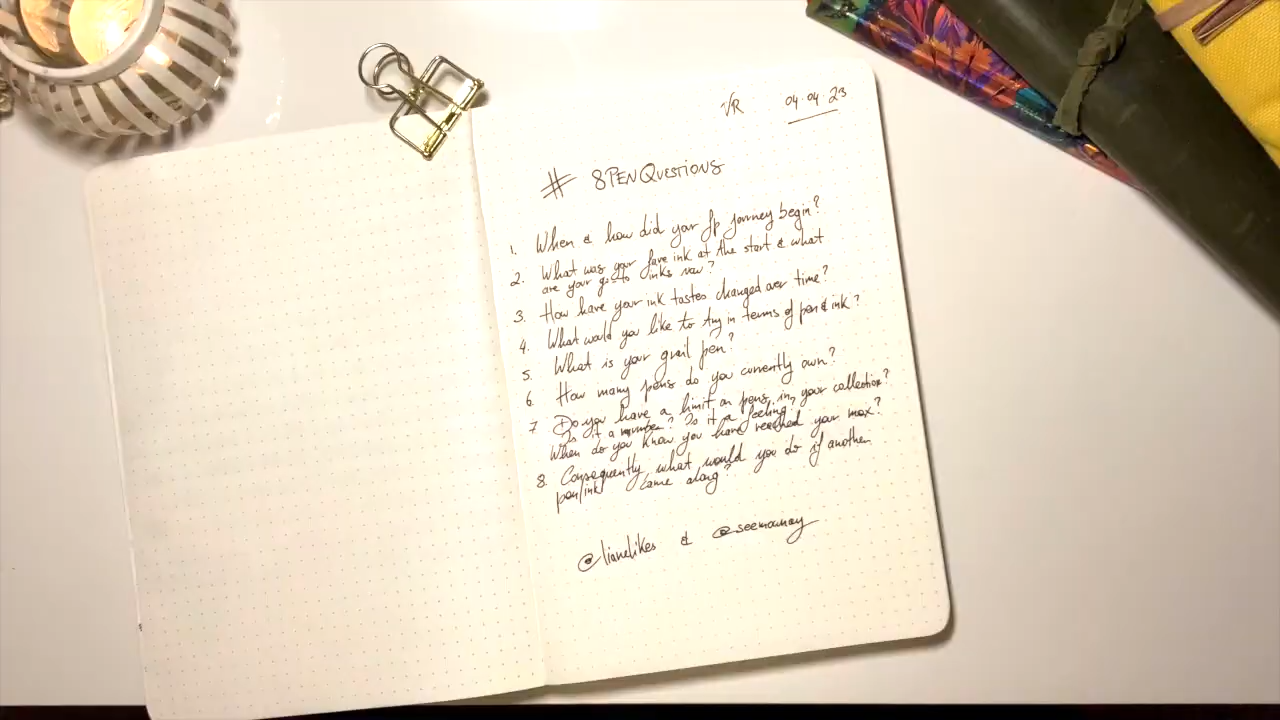 VR 04.04.23
# 8PENQUESTIONS
1. When & how did your fp journey begin?
2. What was your fave ink at the start & what
are your go-to inks now?
3. How have your ink tastes changed over time?
4. What would you like to try in terms of pen & ink?
5. What is your grail pen?
6. How many pens do you currently own?
7 Do you have a limit on pens in your collection?
Is it a number? Is it a feeling?
When do you know you have reached your max?
8. Consequently what would you do if another
pen/ink came along?
@lianelikes & @seemownay